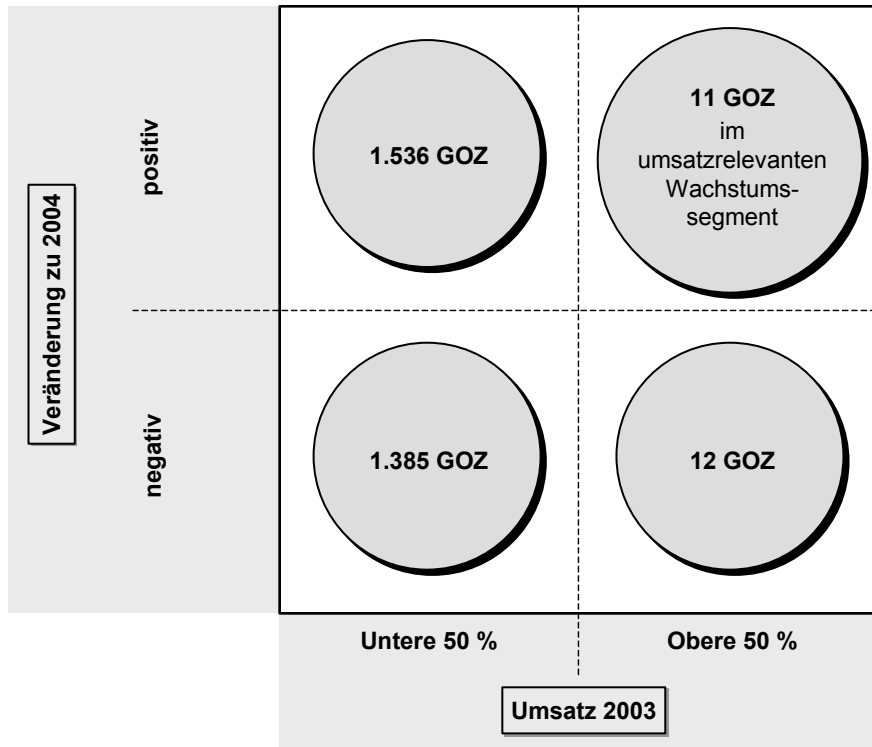 Veränderung zu 2004
positiv
negativ
1.536 GOZ
11 GOZ
im
umsatzrelevanten
Wachstums-
segment
1.385 GOZ
12 GOZ
Untere 50 %
Obere 50 %
Umsatz 2003